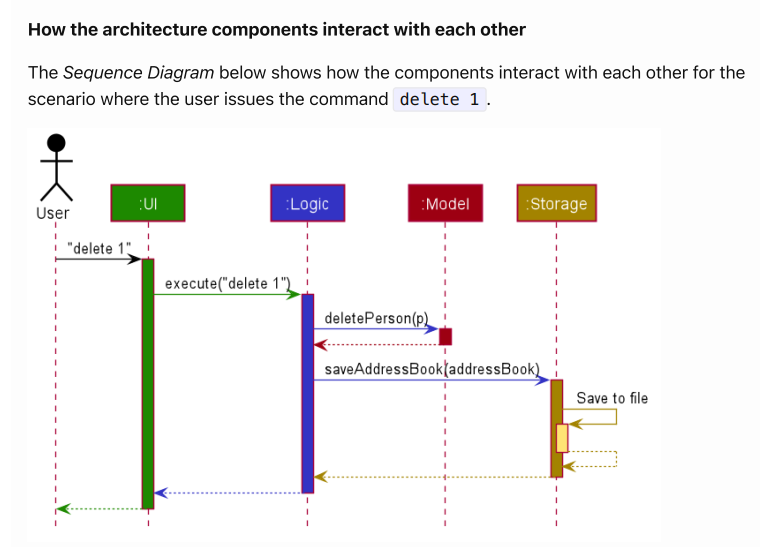 How the architecture components interact with each other
The Sequence Diagram below shows how the components interact with each other for the
scenario where the user issues the command delete 1 .
User
:UI
:Logic
:Model
:Storage
"delete 1"
execute("delete 1")
deletePerson(p)
saveAddressBook(addressBook)
Save to file